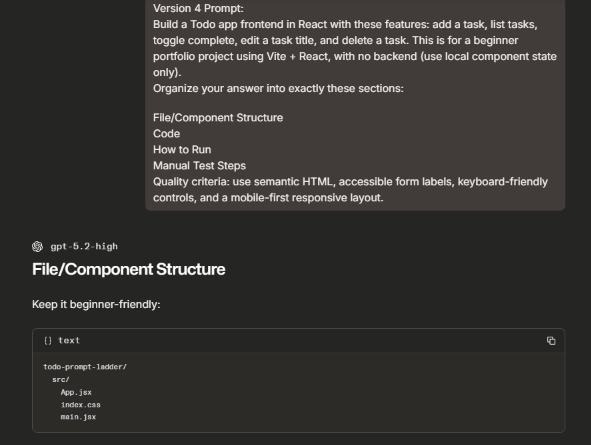 Version 4 Prompt:
Build a Todo app frontend in React with these features: add a task, list tasks,
toggle complete, edit a task title, and delete a task. This is for a beginner
portfolio project using Vite + React, with no backend (use local component state
only).
Organize your answer into exactly these sections:
File/Component Structure
Code
How to Run
Manual Test Steps
Quality criteria: use semantic HTML, accessible form labels, keyboard-friendly
controls, and a mobile-first responsive layout.
gpt-5.2-high
File/Component Structure
Keep it beginner-friendly:
{} text
todo-prompt-ladder/
src/
App.jsx
index.css
main.jsx